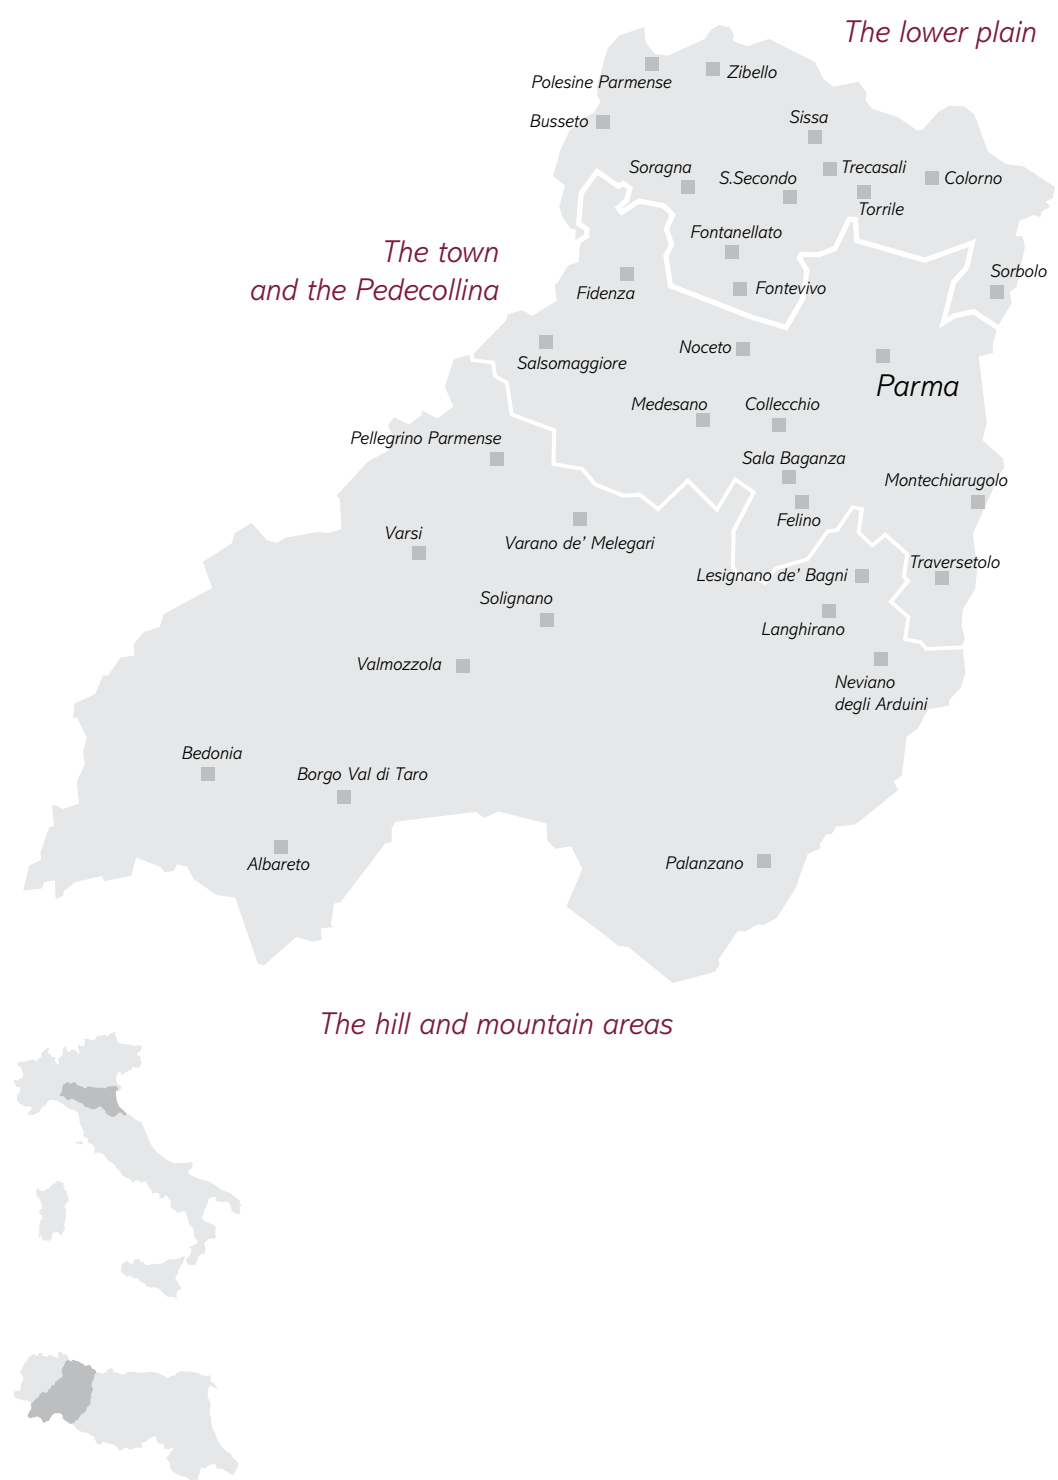 The lower plain
Polesine Parmense
Zibello
Busseto
Sissa
Soragna
S.Secondo
Trecasali
Colorno
Torrile
Fontanellato
The town
and the Pedecollina
Sorbolo
Fidenza
Fontevivo
Noceto
Salsomaggiore
Parma
Medesano
Collecchio
Pellegrino Parmense
Sala Baganza
Montechiarugolo
Felino
Varsi
Varano de’ Melegari
Traversetolo
Lesignano de’ Bagni
Solignano
Langhirano
Valmozzola
Neviano
degli Arduini
Bedonia
Borgo Val di Taro
Albareto
Palanzano
The hill and mountain areas